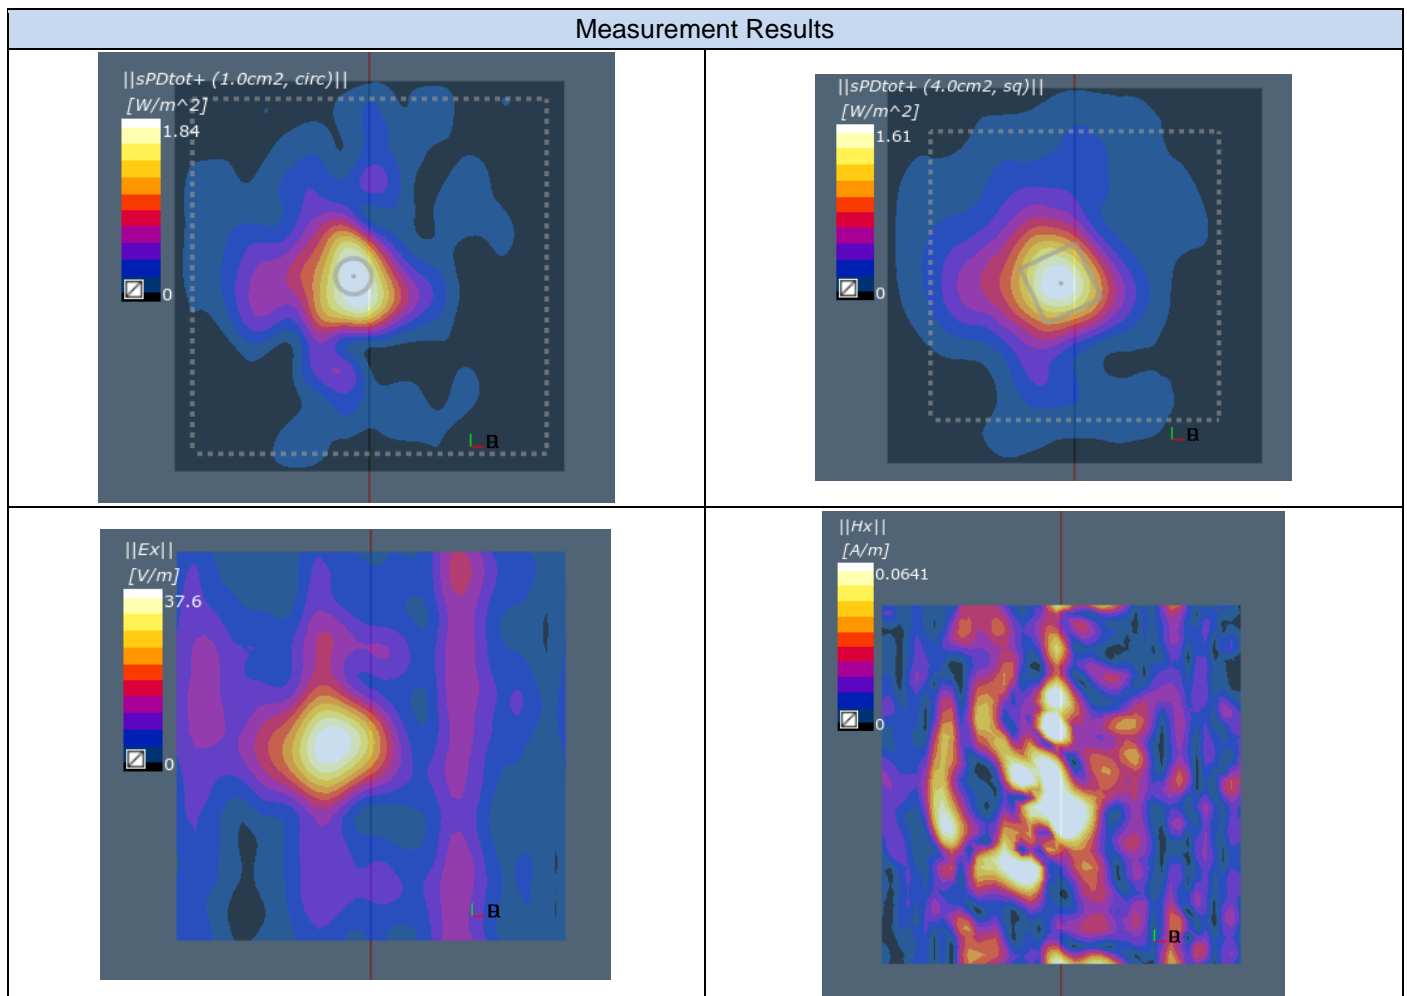 Measurement Results
||sPDtot+ (1.0cm2, circ)||
[W/m^2]
1.84
0
||sPDtot+ (4.0cm2, sq)||
[W/m^2]
1.61
0
||Ex||
[V/m]
37.6
0
||Hx||
[A/m]
0.0641
0